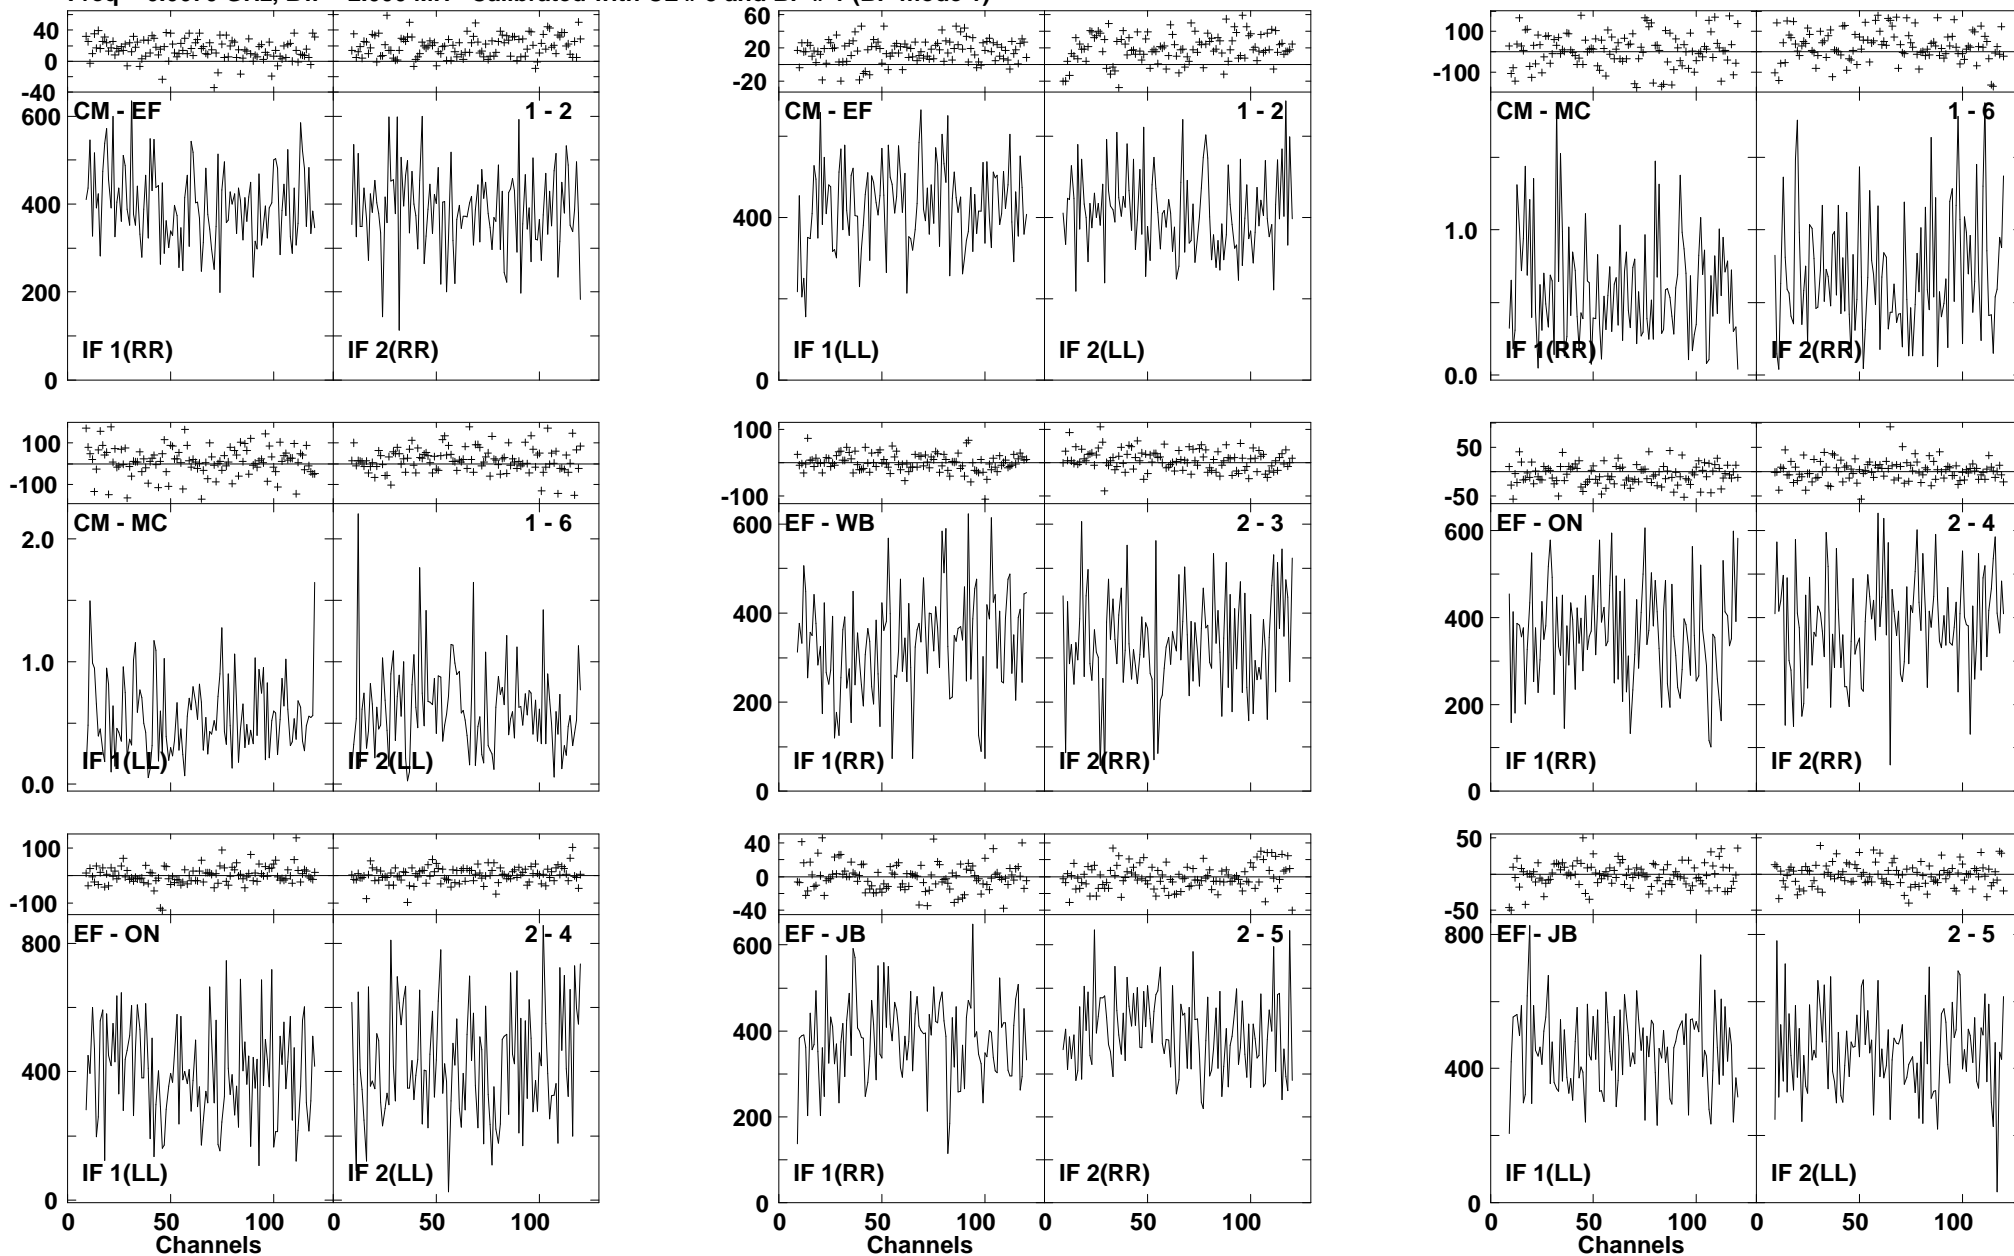 40 0 -40
60 20 -20
100 -100
CM - EF 1 - 2
600 400 200 0
IF 1(RR) IF 2(RR)
CM - EF 1 - 2
400 0
IF 1(LL) IF 2(LL)
CM - MC 1 - 6
1.0 0.0
IF 1(RR) IF 2(RR)
100 -100
100 -100
50 -50
CM - MC 1 - 6
2.0 1.0 0.0
IF 1(LL) IF 2(LL)
EF - WB 2 - 3
600 400 200 0
IF 1(RR) IF 2(RR)
EF - ON 2 - 4
600 400 200 0
IF 1(RR) IF 2(RR)
100 -100
40 0 -40
50 -50
EF - ON 2 - 4
800 400 0
IF 1(LL) IF 2(LL)
EF - JB 2 - 5
600 400 200 0
IF 1(RR) IF 2(RR)
EF - JB 2 - 5
800 400 0
IF 1(LL) IF 2(LL)
0 50 100 0 50 100
0 50 100 0 50 100
0 50 100 0 50 100
Channels Channels Channels